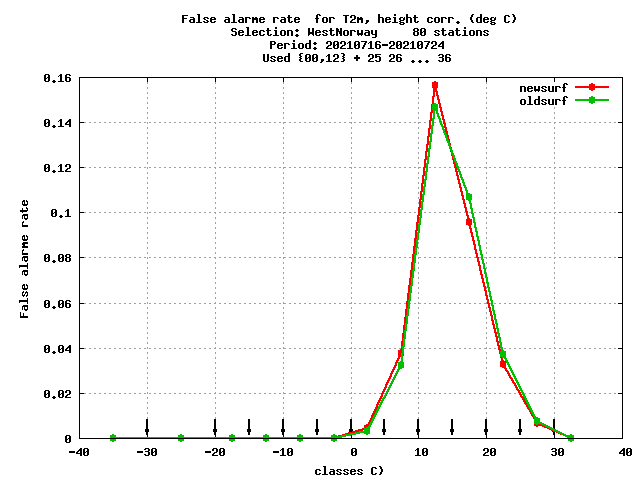 False alarme rate  for T2m, height corr. (deg C)
Selection: WestNorway     80 stations
Period: 20210716-20210724
Used {00,12} + 25 26 ... 36
newsurf
oldsurf
0.16
0.14
0.12
0.1
0.08
0.06
0.04
0.02
0
False alarme rate
-40 -30 -20 -10 0 10 20 30 40
classes C)